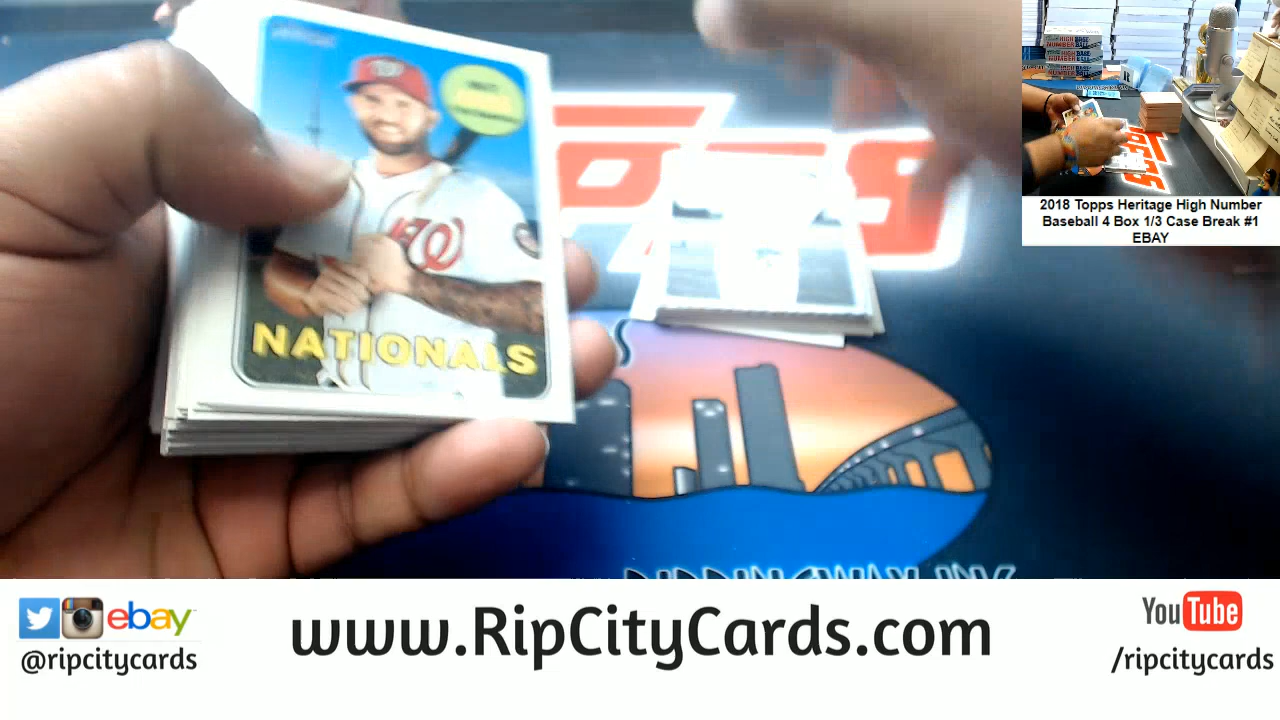 NATIONALS
2018 Topps Heritage High Number
Baseball 4 Box 1/3 Case Break #1
EBAY
ebay
@ripcitycards
www.RipCityCards.com
YouTube
/ripcitycards